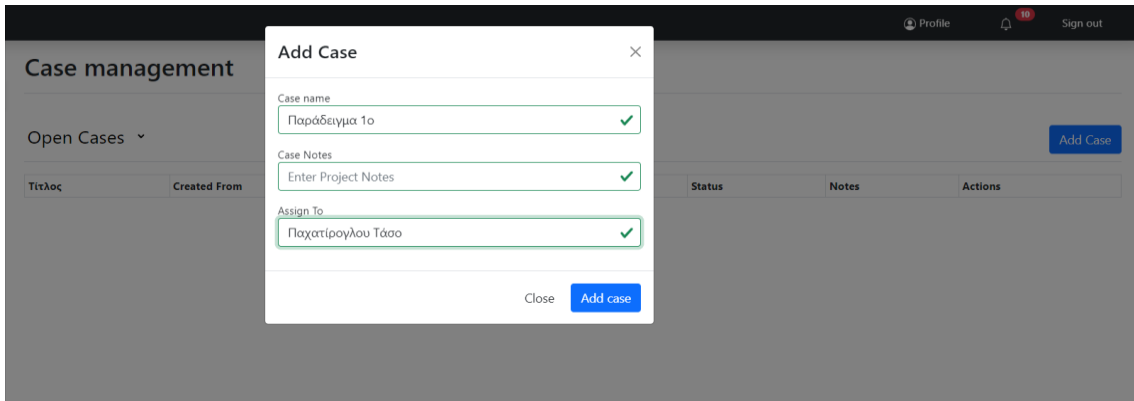 Profile
10
Sign out
Case management
Add Case
Case name
Παράδειγμα 1ο
Case Notes
Enter Project Notes
Assign To
Παχατίρογλου Τάσο
Close Add case
Open Cases
Add Case
Τίτλος Created From Status Notes Actions